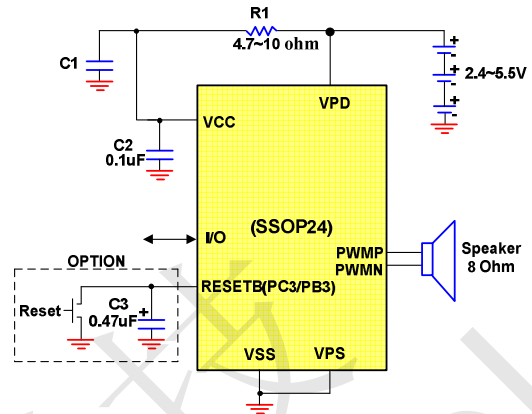 R1
4.7~10 ohm
C1
+
-
+
-
+
-
2.4~5.5V
VPD
VCC
C2
0.1uF
(SSOP24)
I/O
PWMP
PWMN
Speaker
8 Ohm
OPTION
RESETB(PC3/PB3)
Reset
C3
+
0.47uF
VSS
VPS